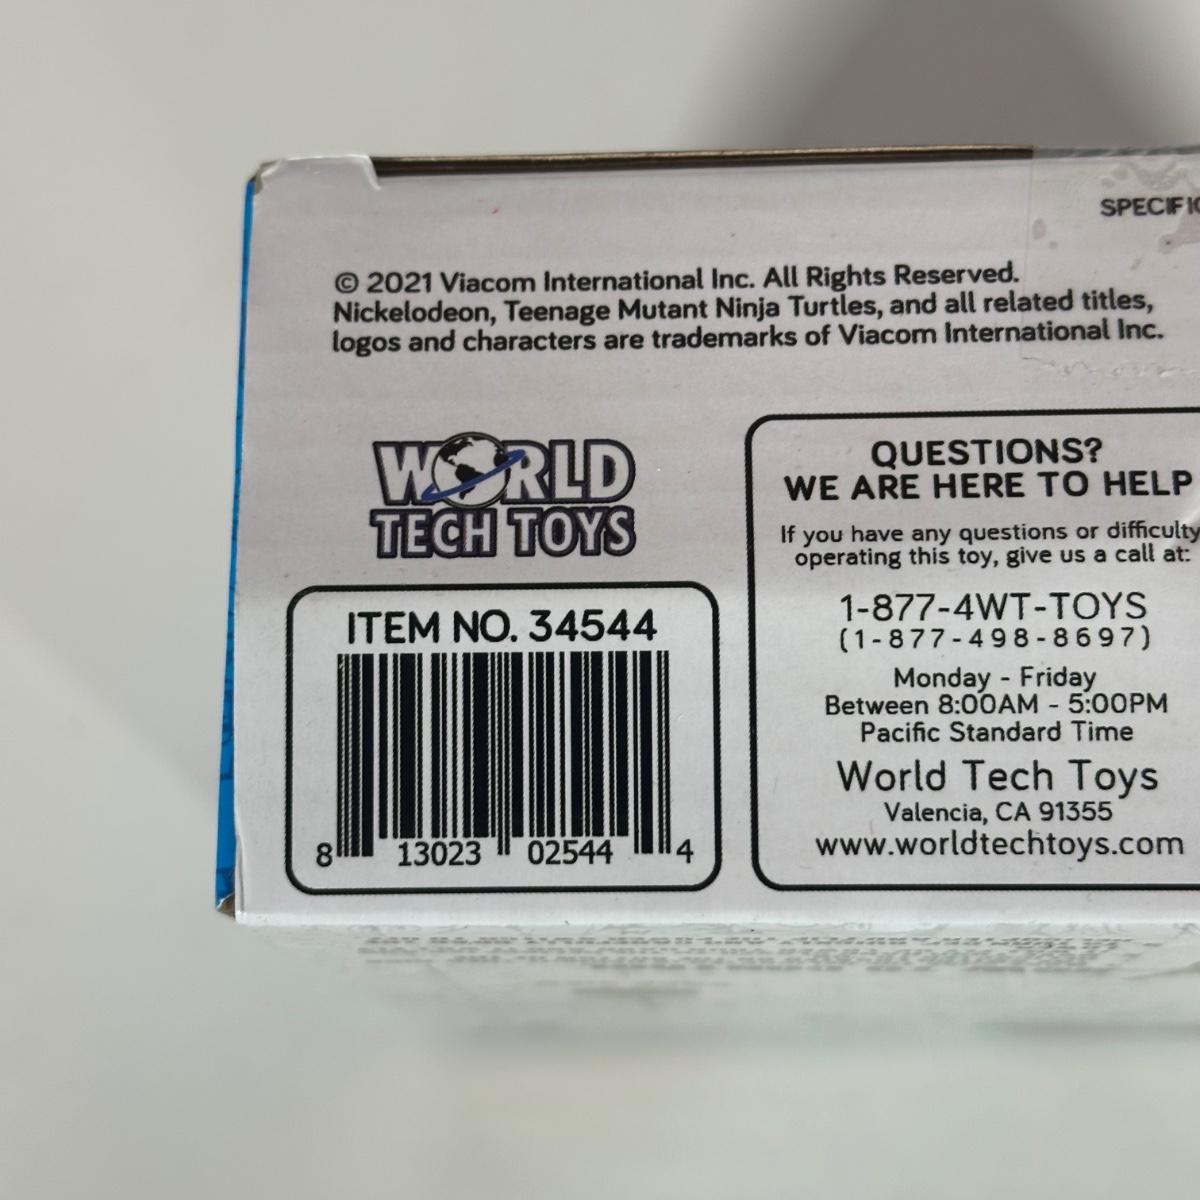 © 2021 Viacom International Inc. All Rights Reserved.
Nickelodeon, Teenage Mutant Ninja Turtles, and all related titles,
logos and characters are trademarks of Viacom International Inc.
WORLD
TECH TOYS
ITEM NO. 34544
8 13023 02544 4
QUESTIONS?
WE ARE HERE TO HELP
If you have any questions or difficulty
operating this toy, give us a call at:
1-877-4WT-TOYS
(1-877-498-8697)
Monday - Friday
Between 8:00AM - 5:00PM
Pacific Standard Time
World Tech Toys
Valencia, CA 91355
www.worldtechtoys.com